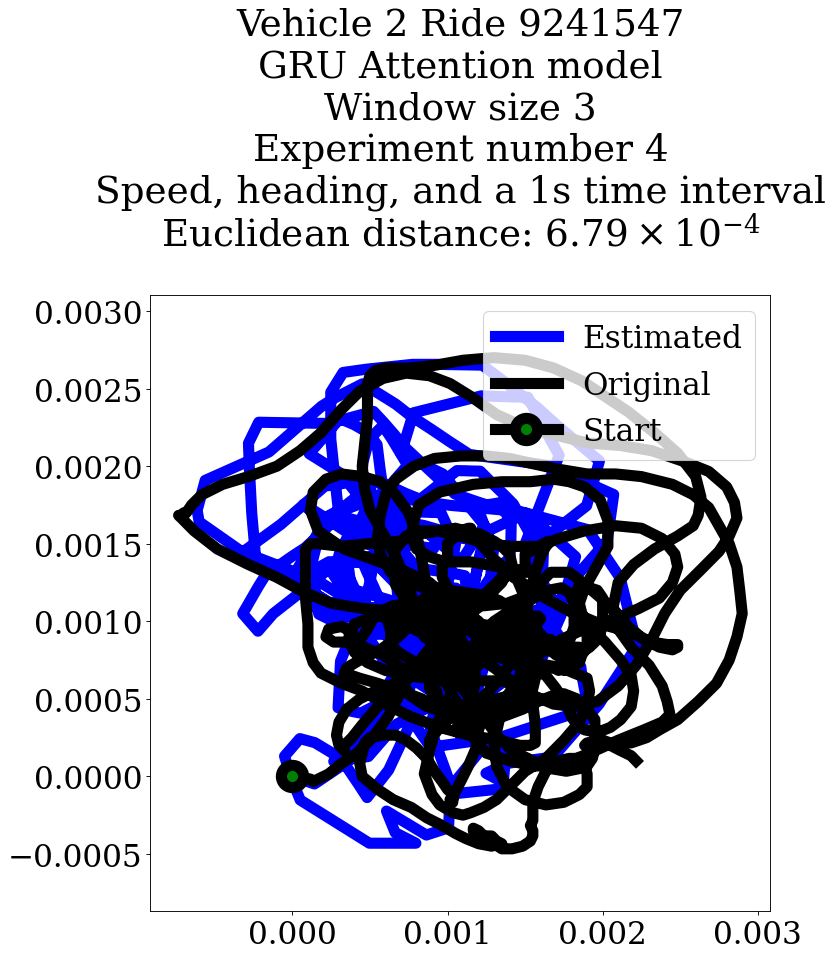 Vehicle 2 Ride 9241547
GRU Attention model
Window size 3
Experiment number 4
Speed, heading, and a 1s time interval
Euclidean distance: 6.79 × 10⁻⁴
0.0030
0.0025
0.0020
0.0015
0.0010
0.0005
0.0000
−0.0005
Estimated
Original
Start
0.000 0.001 0.002 0.003